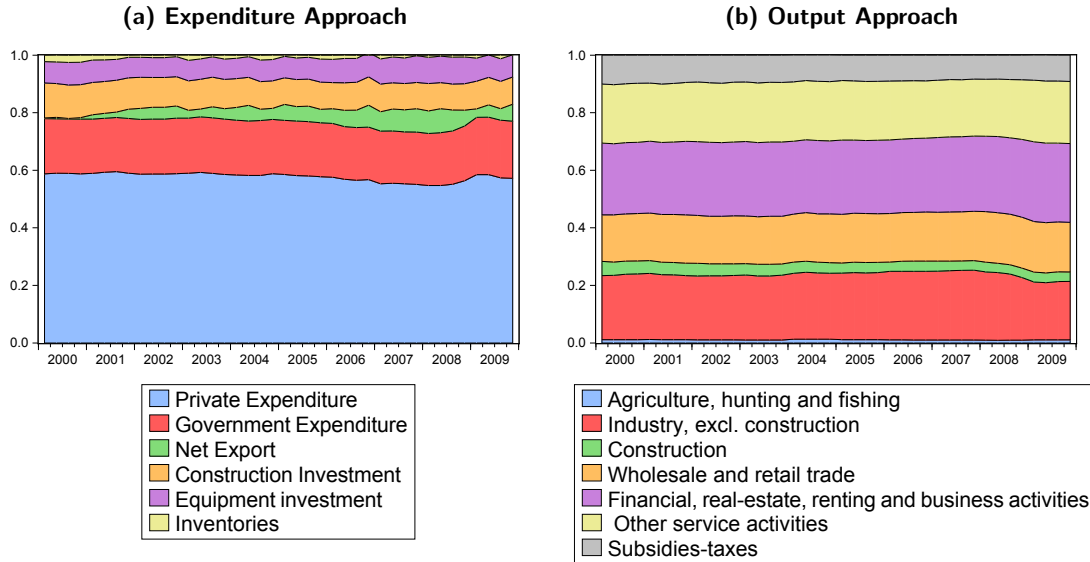 (a) Expenditure Approach
1.0
0.8
0.6
0.4
0.2
0.0
2000 2001 2002 2003 2004 2005 2006 2007 2008 2009
Private Expenditure
Government Expenditure
Net Export
Construction Investment
Equipment investment
Inventories
(b) Output Approach
1.0
0.8
0.6
0.4
0.2
0.0
2000 2001 2002 2003 2004 2005 2006 2007 2008 2009
Agriculture, hunting and fishing
Industry, excl. construction
Construction
Wholesale and retail trade
Financial, real-estate, renting and business activities
Other service activities
Subsidies-taxes